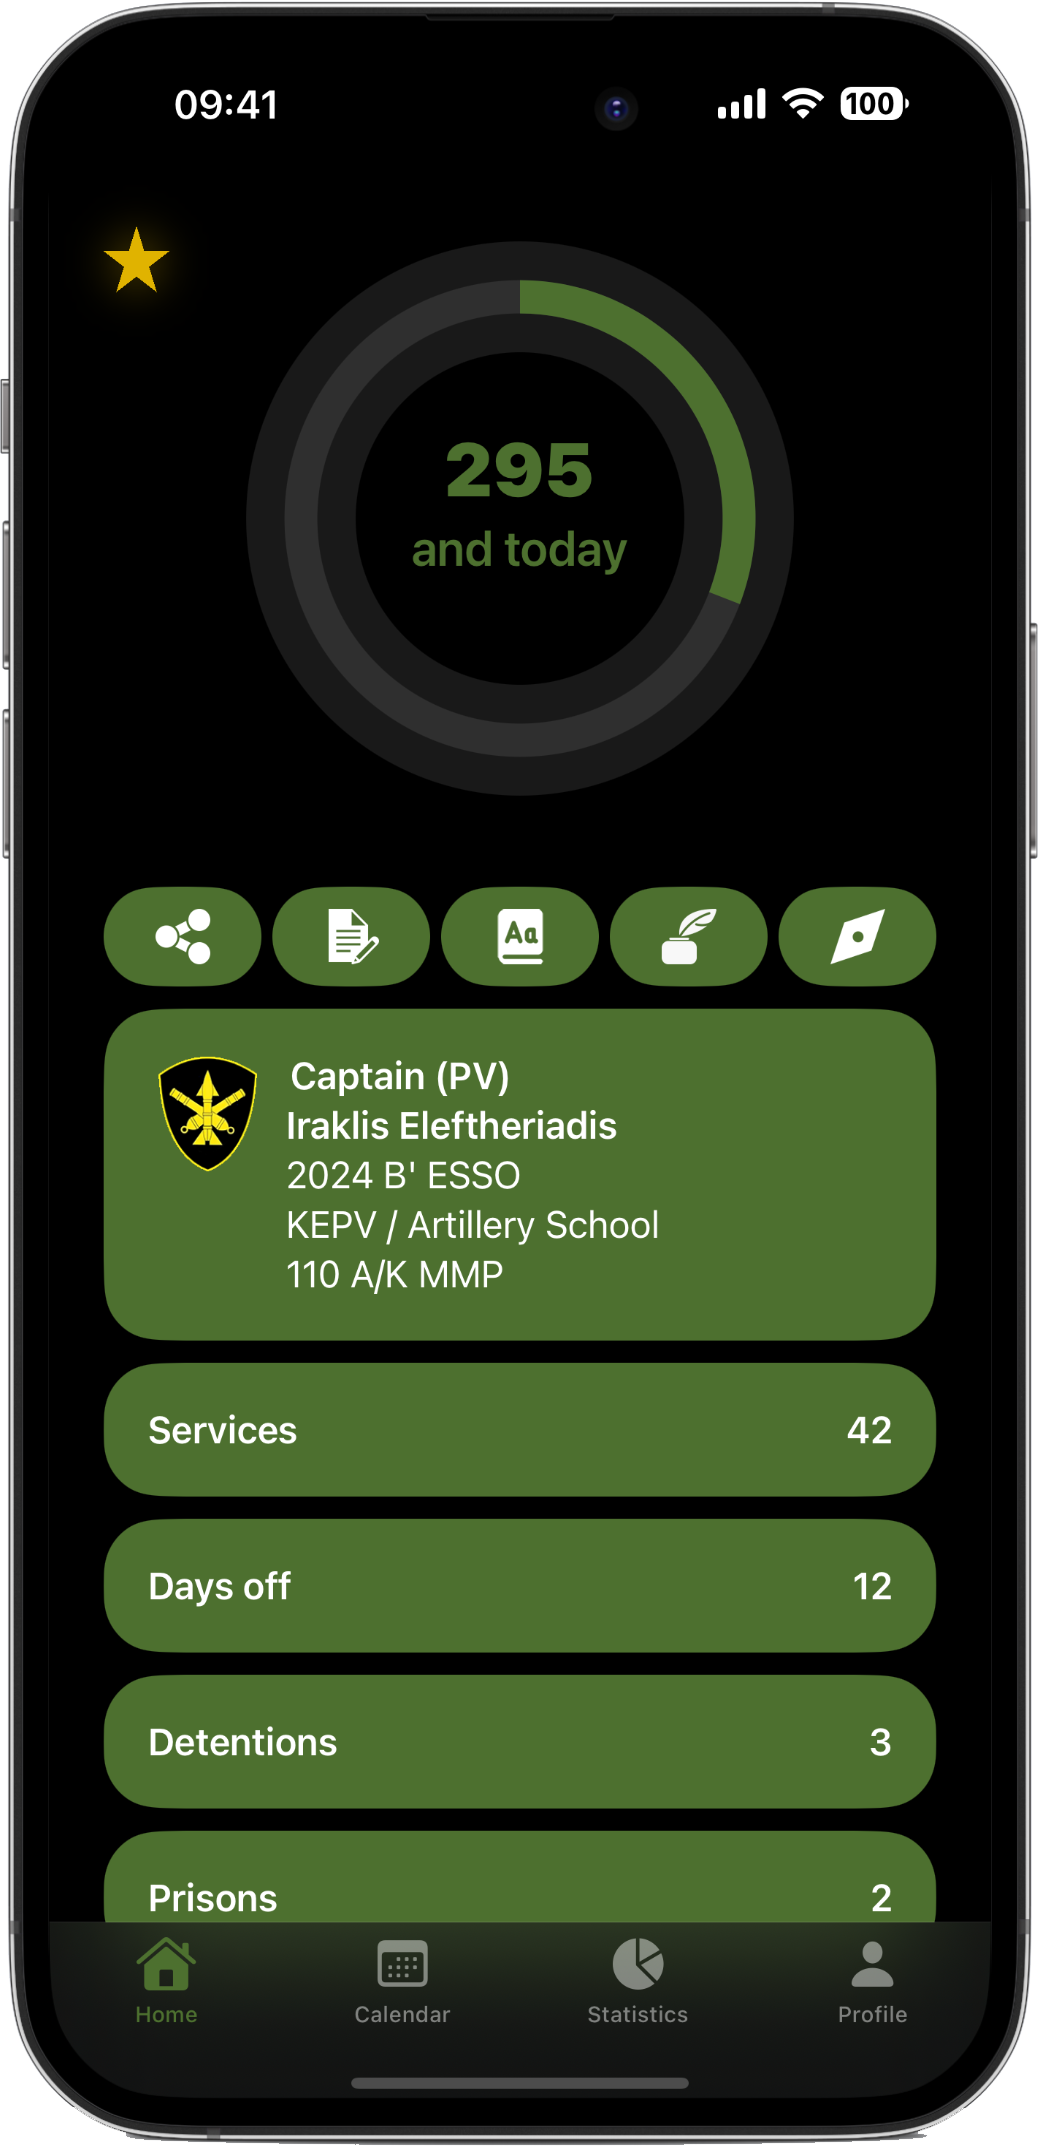 09:41
100
295
and today
Aa
Captain (PV)
Iraklis Eleftheriadis
2024 B' ESSO
KEPV / Artillery School
110 A/K MMP
Services 42
Days off 12
Detentions 3
Prisons 2
Home Calendar Statistics Profile